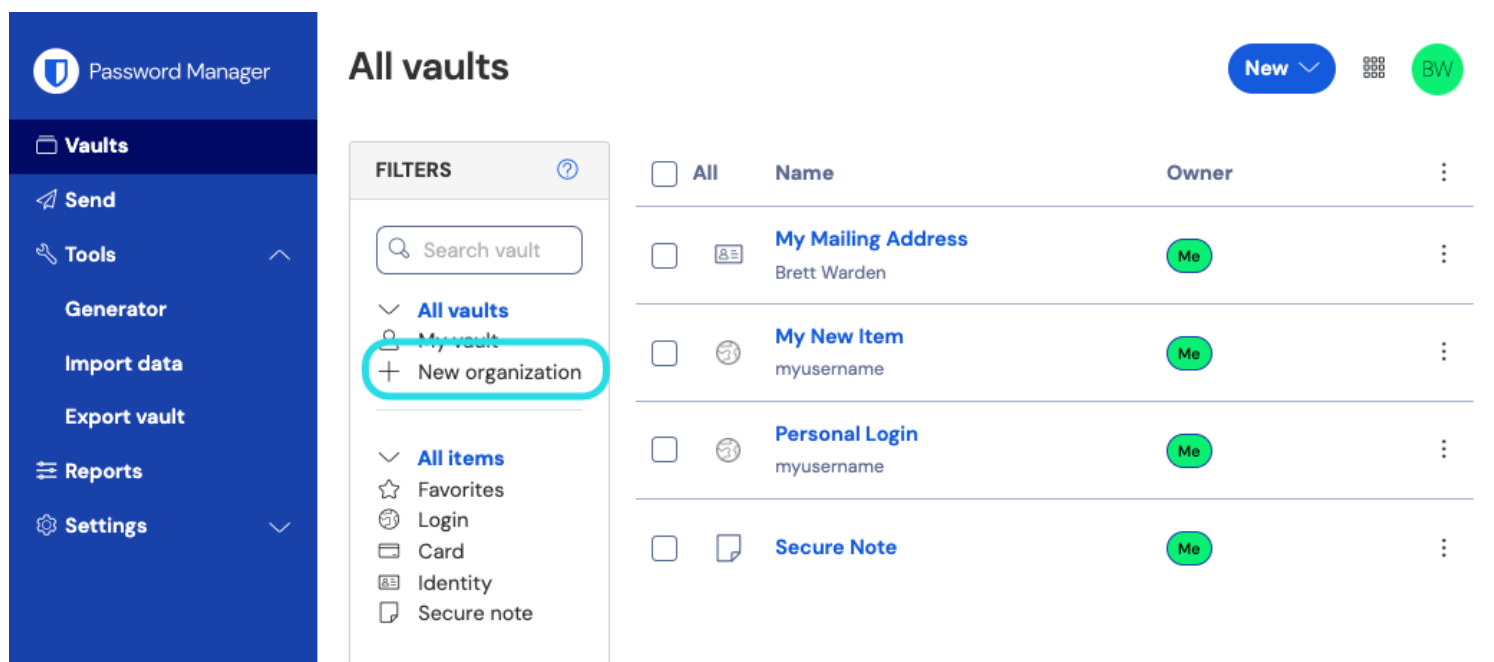 Password Manager
Vaults
Send
Tools
Generator
Import data
Export vault
Reports
Settings
All vaults
New
BW
FILTERS
Search vault
All vaults
My vault
New organization
All items
Favorites
Login
Card
Identity
Secure note
All Name Owner
My Mailing Address
Brett Warden
Me
My New Item
myusername
Me
Personal Login
myusername
Me
Secure Note
Me